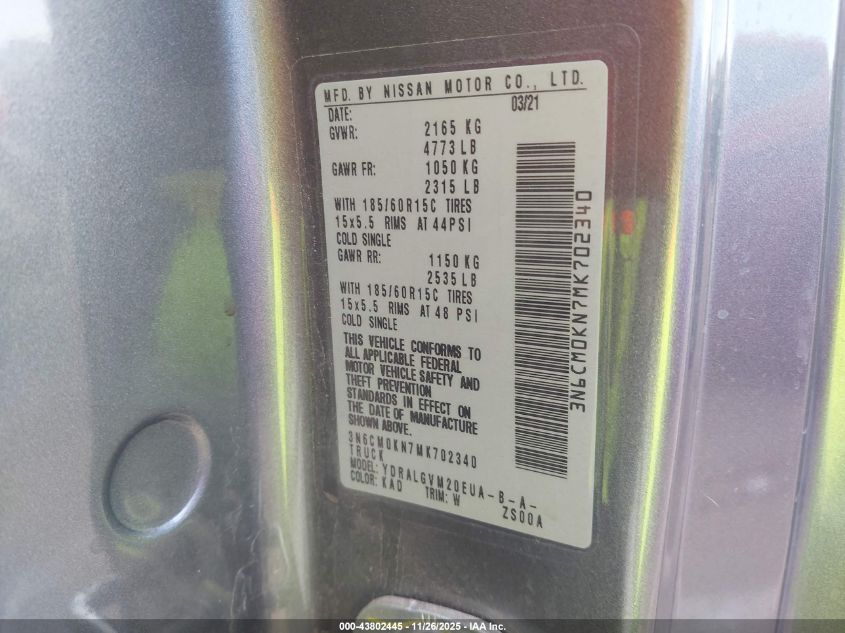 MFD. BY NISSAN MOTOR CO., LTD.
DATE: 03/21
GVWR: 2165 KG
4773 LB
GAWR FR: 1050 KG
2315 LB
WITH 185/60R15C TIRES
15x5.5 RIMS AT 44PSI
COLD SINGLE
GAWR RR: 1150 KG
2535 LB
WITH 185/60R15C TIRES
15x5.5 RIMS AT 48 PSI
COLD SINGLE
THIS VEHICLE CONFORMS TO
ALL APPLICABLE FEDERAL
MOTOR VEHICLE SAFETY AND
THEFT PREVENTION
STANDARDS IN EFFECT ON
THE DATE OF MANUFACTURE
SHOWN ABOVE.
3N6CM0KN7MK702340
TRUCK
MODEL: YDRALGVM20EUA-B-A-
COLOR: KAD TRIM: W ZS00A
3N6CM0KN7MK702340
000-43802445 - 11/26/2025 - IAA Inc.